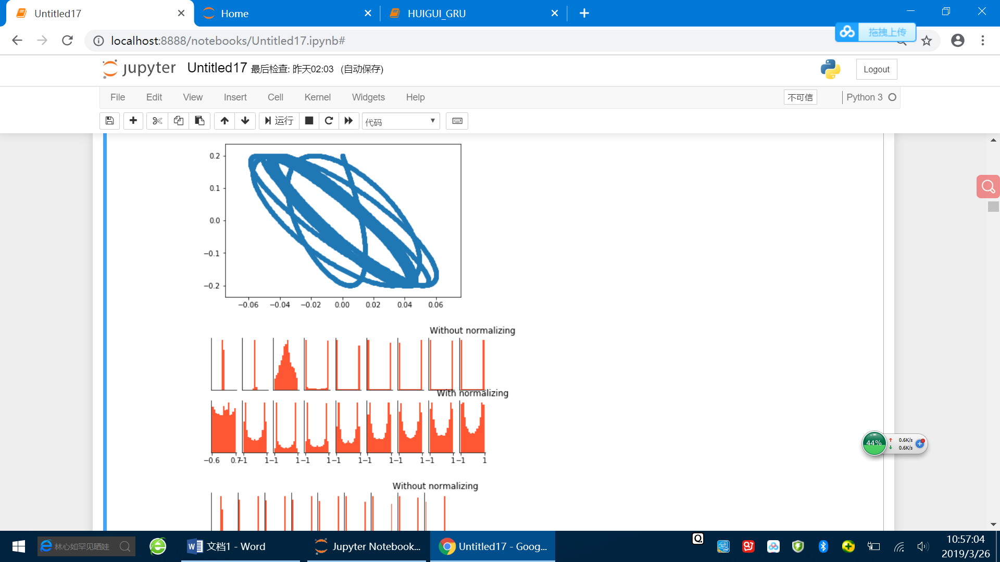 Untitled17
Home
HUIGUI_GRU
localhost:8888/notebooks/Untitled17.ipynb#
拖拽上传
jupyter
Untitled17 最后检查: 昨天02:03 (自动保存)
Logout
File Edit View Insert Cell Kernel Widgets Help
不可信
Python 3
运行
代码
0.2
0.1
0.0
−0.1
−0.2
−0.06 −0.04 −0.02 0.00 0.02 0.04 0.06
Without normalizing
With normalizing
−0.6 0.7 −1 1 −1 1 −1 1 −1 1 −1 1 −1 1 −1 1 −1 1
Without normalizing
44%
0.6K/s
0.6K/s
林心如罕见晒娃
文档1 - Word
Jupyter Notebook...
Untitled17 - Goog...
10:57:04
2019/3/26